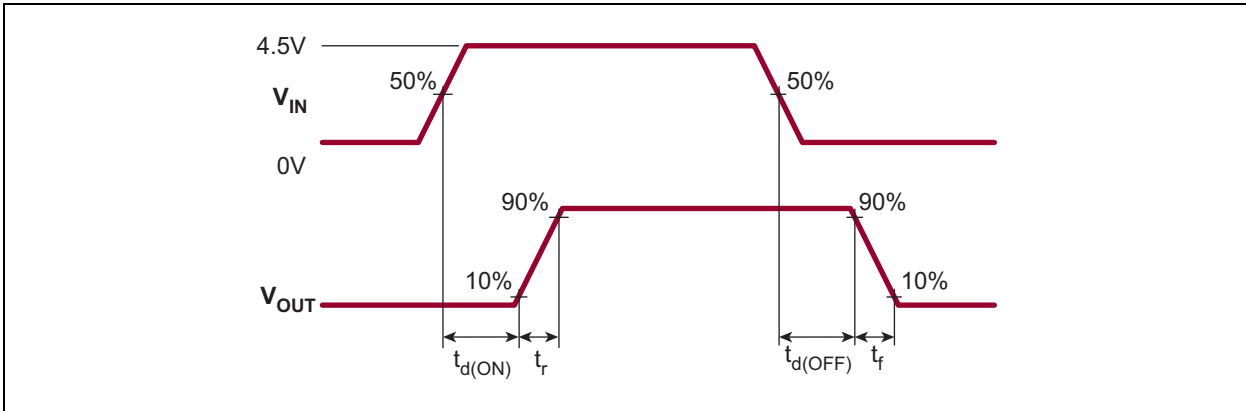 4.5V
50%
50%
VIN
0V
90%
90%
10%
10%
VOUT
td(ON)
tr
td(OFF)
tf